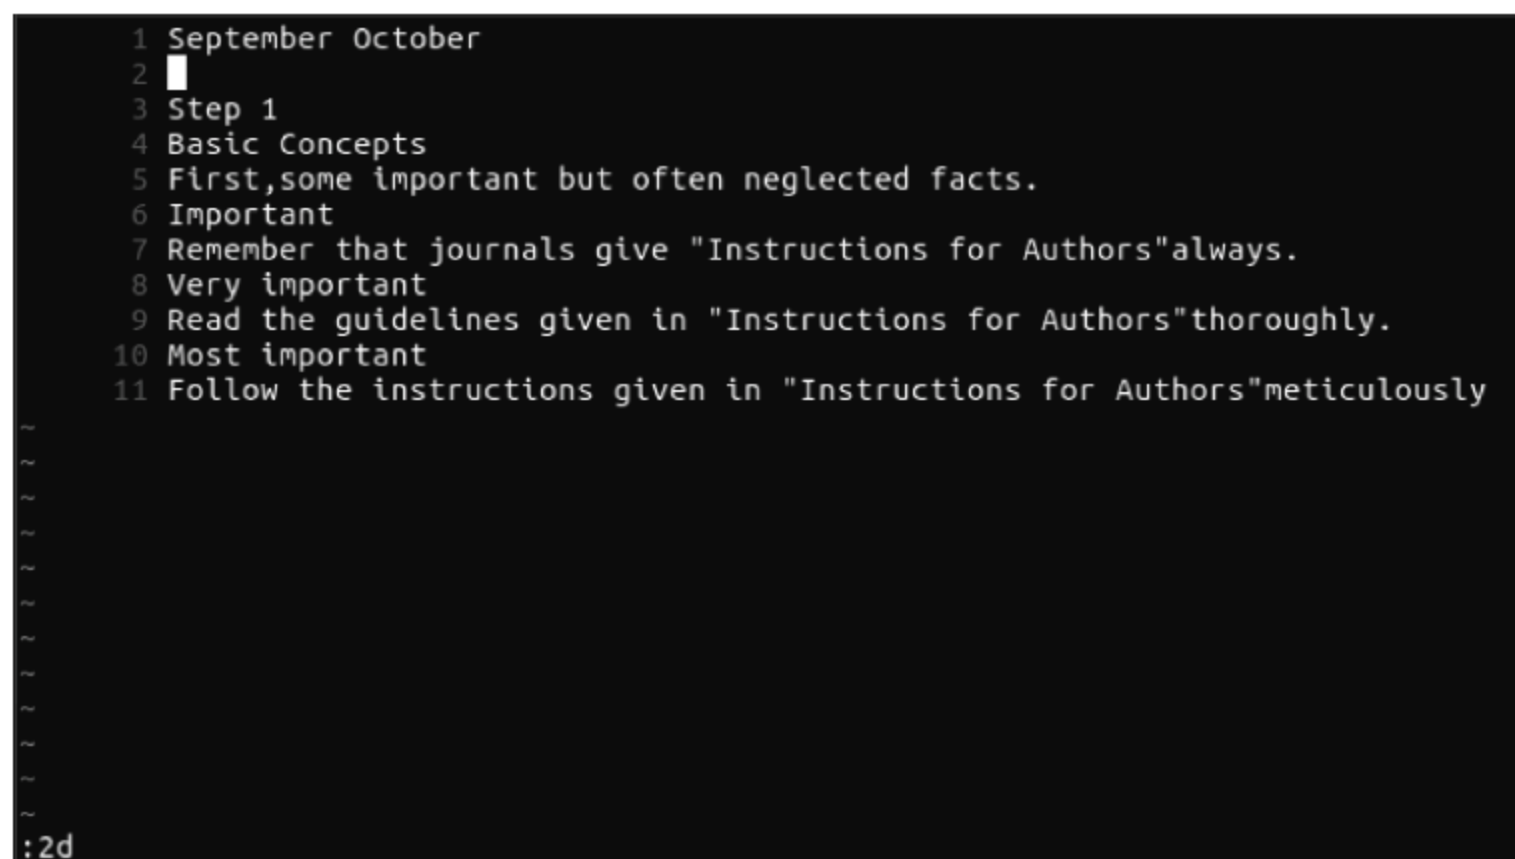 1 September October
2
3 Step 1
4 Basic Concepts
5 First,some important but often neglected facts.
6 Important
7 Remember that journals give "Instructions for Authors"always.
8 Very important
9 Read the guidelines given in "Instructions for Authors"thoroughly.
10 Most important
11 Follow the instructions given in "Instructions for Authors"meticulously
~
~
~
~
~
~
~
~
~
~
~
~
:2d